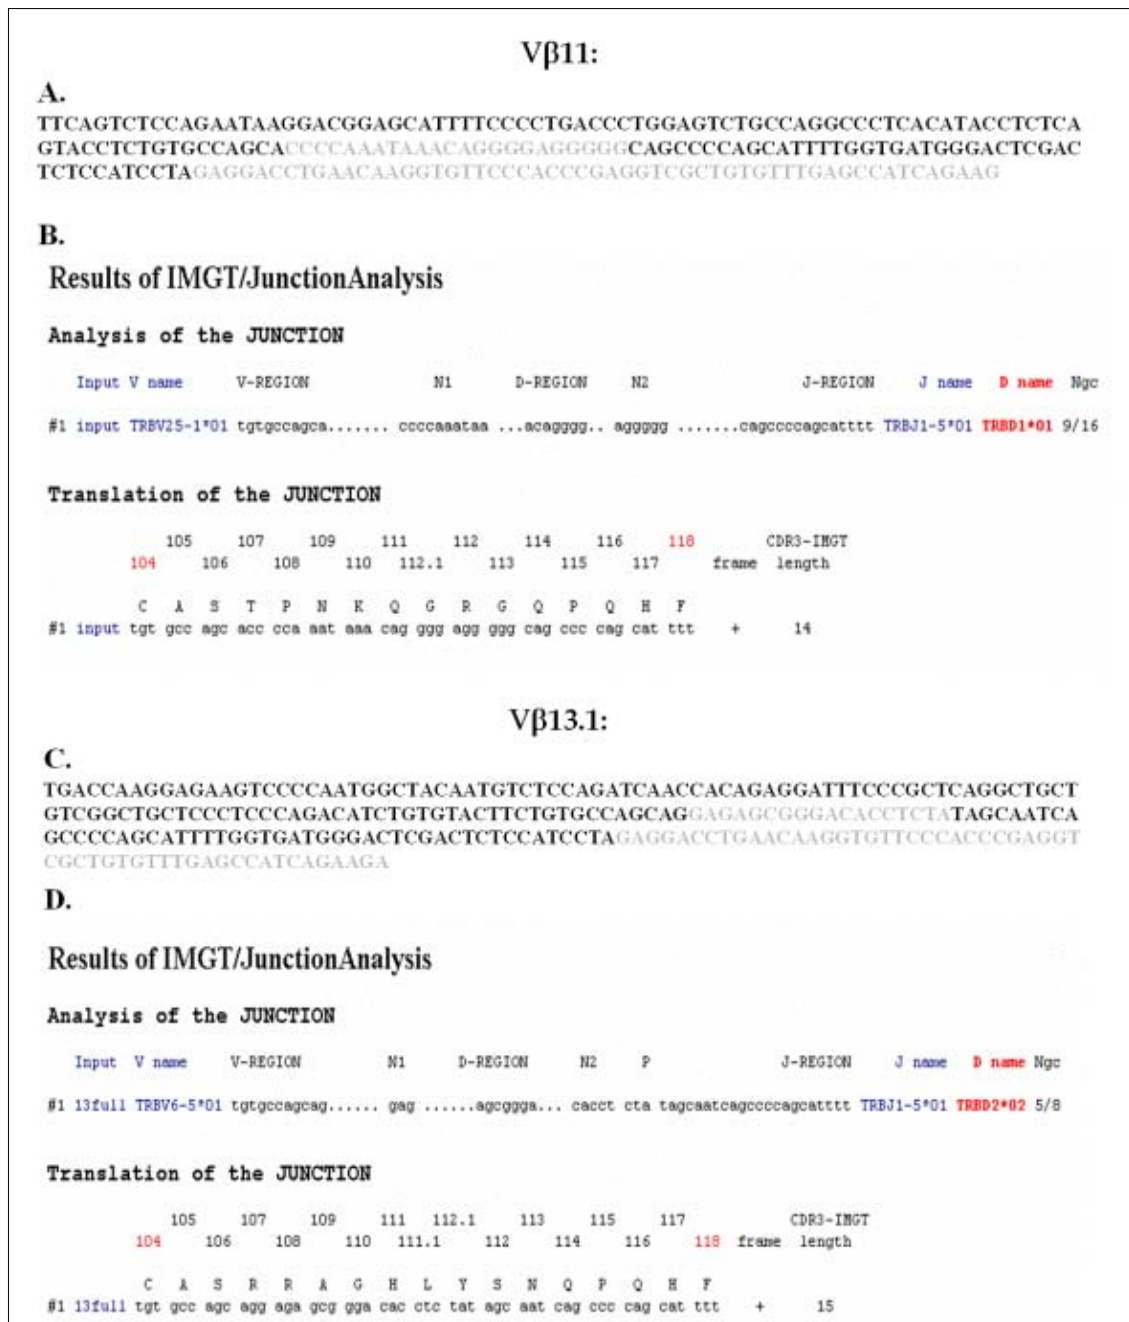 Vβ11:
A.
TTCAGTCTCCAGAATAAGGACGGAGCATTTTCCCCTGACCCTGGAGTCTGCCAGGCCCTCACATACCTCTCA
GTACCTCTGTGCCAGCACCCCAAATAAACAGGGGAGGGGGCAGCCCCAGCATTTTGGTGATGGGACTCGAC
TCTCCATCCTAGAGGACCTGAACAAGGTGTTCCCACCCGAGGTCGCTGTGTTTGAGCCATCAGAAG
B.
Results of IMGT/JunctionAnalysis
Analysis of the JUNCTION
Input V name V-REGION N1 D-REGION N2 J-REGION J name D name Ngc
#1 input TRBV25-1*01 tgtgccagca....... ccccaaataa ...acagggg.. aggggg .......cagccccagcatttt TRBJ1-5*01 TRBD1*01 9/16
Translation of the JUNCTION
105 107 109 111 112 114 116 118 CDR3-IMGT
104 106 108 110 112.1 113 115 117 frame length
C A S T P N K Q G R G Q P Q H F
#1 input tgt gcc agc acc cca aat aaa cag ggg agg ggg cag ccc cag cat ttt + 14
Vβ13.1:
C.
TGACCAAGGAGAAGTCCCCAATGGCTACAATGTCTCCAGATCAACCACAGAGGATTTCCCGCTCAGGCTGCT
GTCGGCTGCTCCCTCCCAGACATCTGTGTACTTCTGTGCCAGCAGGAGAGCGGGACACCTCTATAGCAATCA
GCCCCAGCATTTTGGTGATGGGACTCGACTCTCCATCCTAGAGGACCTGAACAAGGTGTTCCCACCCGAGGT
CGCTGTGTTTGAGCCATCAGAAGA
D.
Results of IMGT/JunctionAnalysis
Analysis of the JUNCTION
Input V name V-REGION N1 D-REGION N2 P J-REGION J name D name Ngc
#1 13full TRBV6-5*01 tgtgccagcag...... gag ......agcggga... cacct cta tagcaatcagccccagcatttt TRBJ1-5*01 TRBD2*02 5/8
Translation of the JUNCTION
105 107 109 111 112.1 113 115 117 CDR3-IMGT
104 106 108 110 111.1 112 114 116 118 frame length
C A S R R A G H L Y S N Q P Q H F
#1 13full tgt gcc agc agg aga gcg gga cac ctc tat agc aat cag ccc cag cat ttt + 15